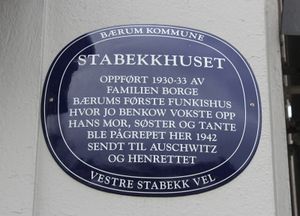 BÆRUM KOMMUNE
STABEKKHUSET
OPPFØRT 1930-33 AV
FAMILIEN BORGE
BÆRUMS FØRSTE FUNKISHUS
HVOR JO BENKOW VOKSTE OPP
HANS MOR, SØSTER OG TANTE
BLE PÅGREPET HER 1942
SENDT TIL AUSCHWITZ
OG HENRETTET
VESTRE STABEKK VEL